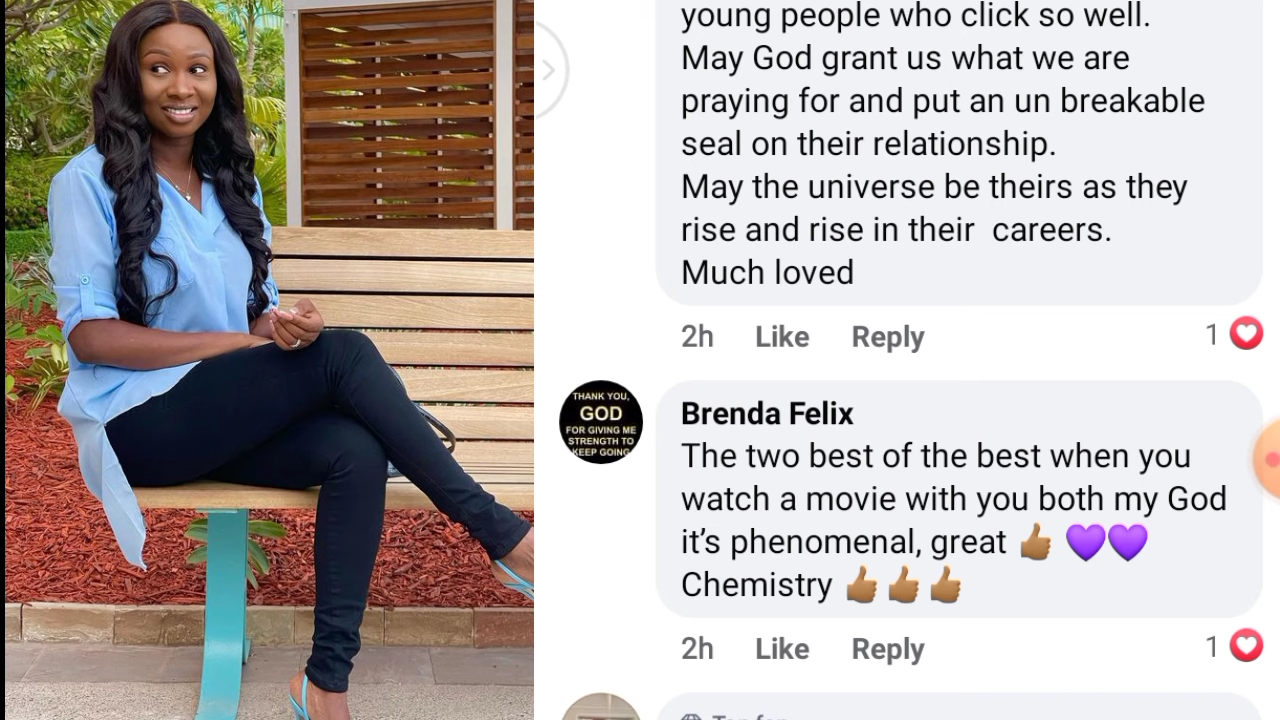 young people who click so well.
May God grant us what we are
praying for and put an un breakable
seal on their relationship.
May the universe be theirs as they
rise and rise in their  careers.
Much loved
2h Like Reply 1
THANK YOU,
GOD
FOR GIVING ME
STRENGTH TO
KEEP GOING
Brenda Felix
The two best of the best when you
watch a movie with you both my God
it’s phenomenal, great 👍🏾 💜💜
Chemistry 👍🏾 👍🏾 👍🏾
2h Like Reply 1
Top fan